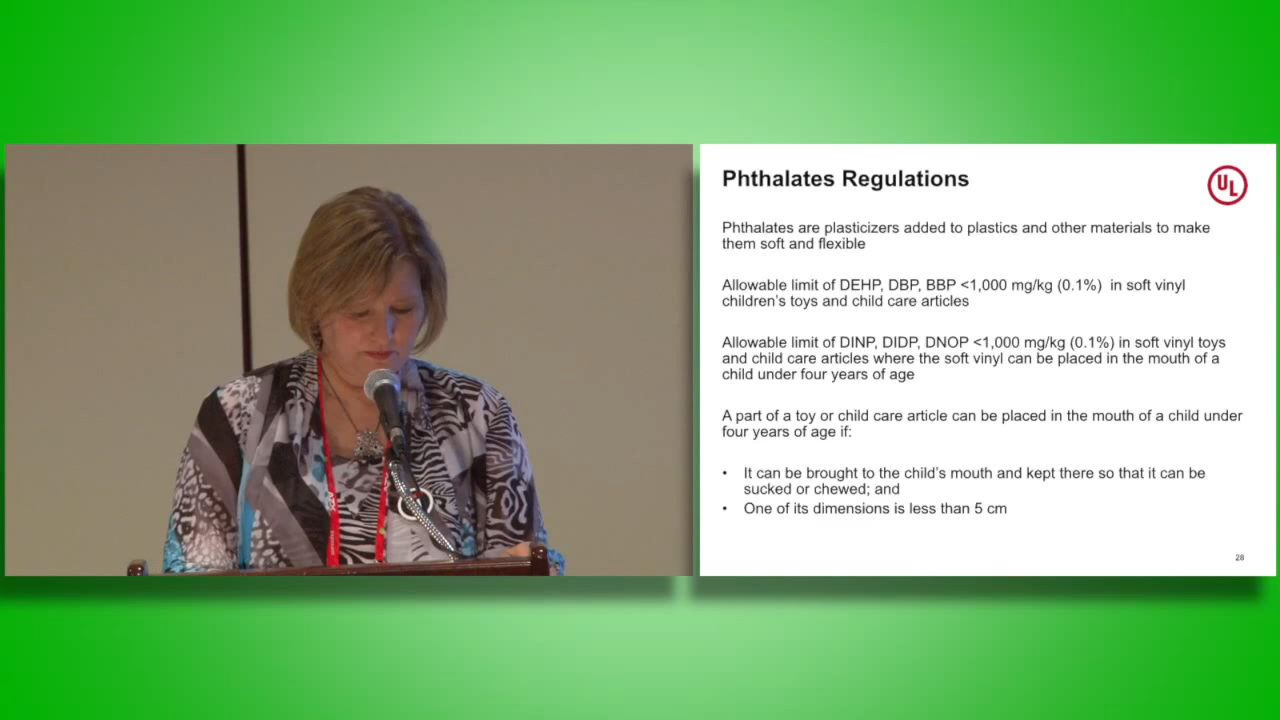 Phthalates Regulations
UL
Phthalates are plasticizers added to plastics and other materials to make
them soft and flexible
Allowable limit of DEHP, DBP, BBP <1,000 mg/kg (0.1%) in soft vinyl
children's toys and child care articles
Allowable limit of DINP, DIDP, DNOP <1,000 mg/kg (0.1%) in soft vinyl toys
and child care articles where the soft vinyl can be placed in the mouth of a
child under four years of age
A part of a toy or child care article can be placed in the mouth of a child under
four years of age if:
• It can be brought to the child's mouth and kept there so that it can be
sucked or chewed; and
• One of its dimensions is less than 5 cm
28